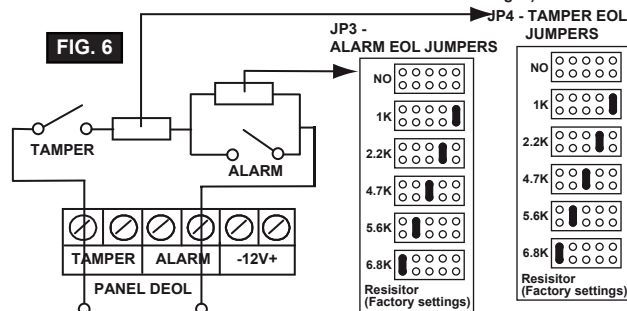 JP4 - TAMPER EOL
JUMPERS
JP3 -
ALARM EOL JUMPERS
FIG. 6
TAMPER
ALARM
TAMPER ALARM -12V+
PANEL DEOL
NO
1K
2.2K
4.7K
5.6K
6.8K
Resisitor
(Factory settings)
NO
1K
2.2K
4.7K
5.6K
6.8K
Resisitor
(Factory settings)